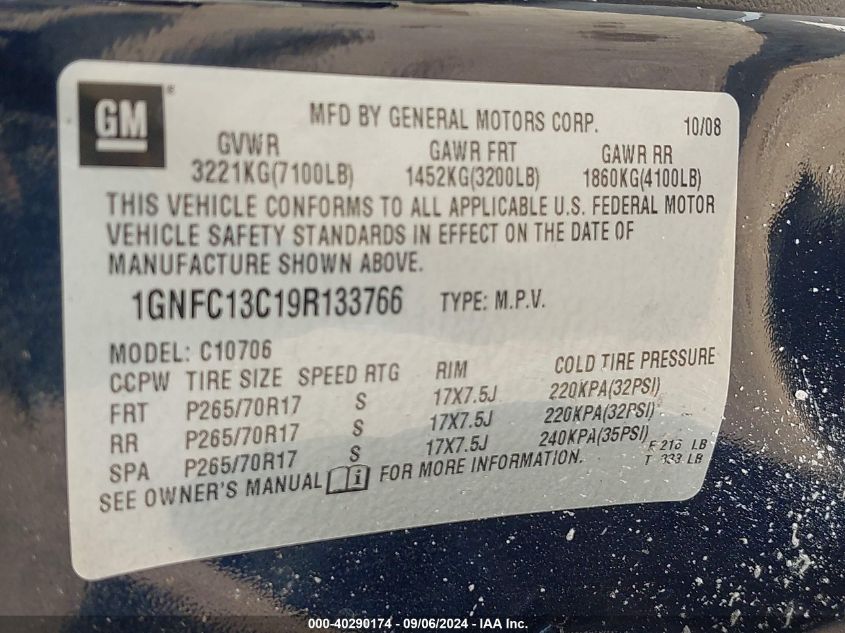 GM®
MFD BY GENERAL MOTORS CORP. 10/08
GVWR GAWR FRT GAWR RR
3221KG(7100LB) 1452KG(3200LB) 1860KG(4100LB)
THIS VEHICLE CONFORMS TO ALL APPLICABLE U.S. FEDERAL MOTOR
VEHICLE SAFETY STANDARDS IN EFFECT ON THE DATE OF
MANUFACTURE SHOWN ABOVE.
1GNFC13C19R133766 TYPE: M.P.V.
MODEL: C10706
CCPW TIRE SIZE SPEED RTG RIM COLD TIRE PRESSURE
FRT P265/70R17 S 17X7.5J 220KPA(32PSI)
RR P265/70R17 S 17X7.5J 220KPA(32PSI)
SPA P265/70R17 S 17X7.5J 240KPA(35PSI)
F 216 LB
T 333 LB
SEE OWNER'S MANUAL i FOR MORE INFORMATION.
000-40290174 - 09/06/2024 - IAA Inc.